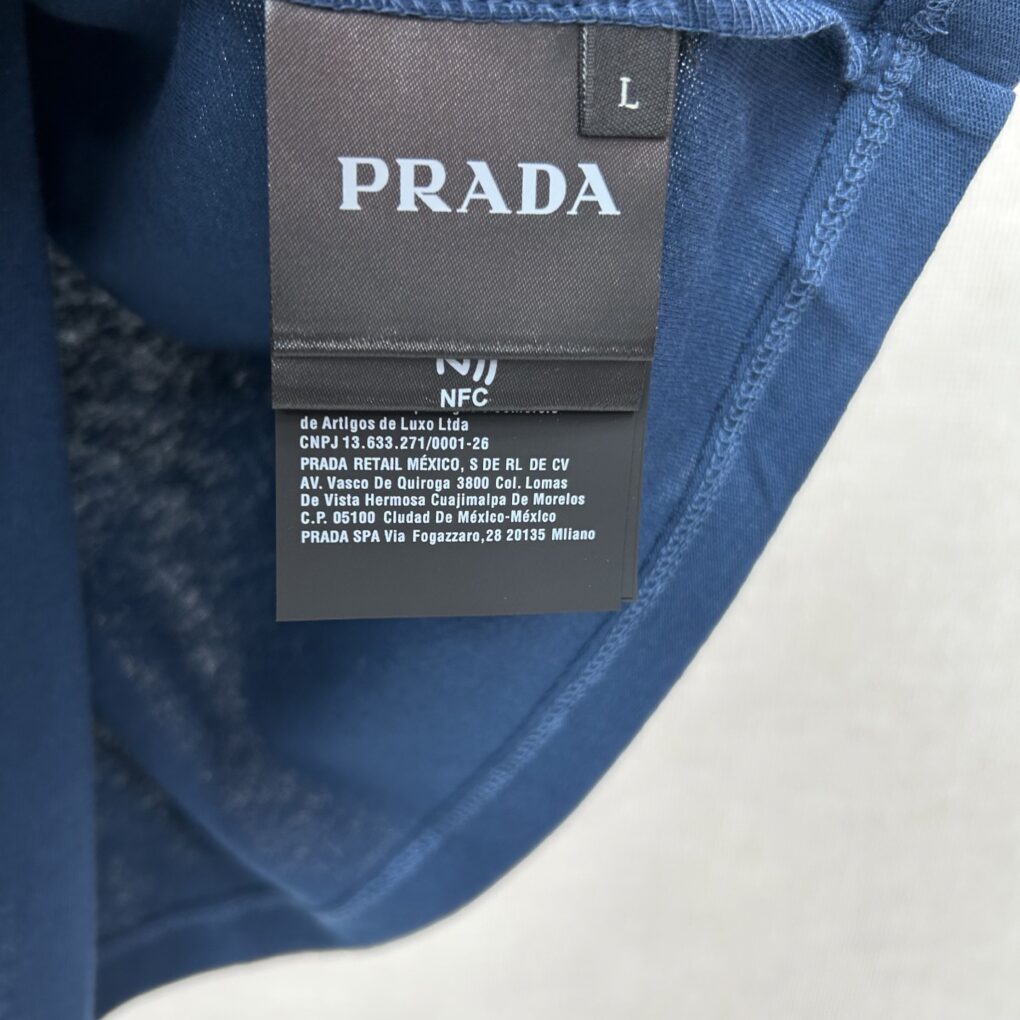 L
PRADA
NFC
de Artigos de Luxo Ltda
CNPJ 13.633.271/0001-26
PRADA RETAIL MÉXICO, S DE RL DE CV
AV. Vasco De Quiroga 3800 Col. Lomas
De Vista Hermosa Cuajimalpa De Morelos
C.P. 05100 Ciudad De México-México
PRADA SPA Via Fogazzaro,28 20135 Mliano